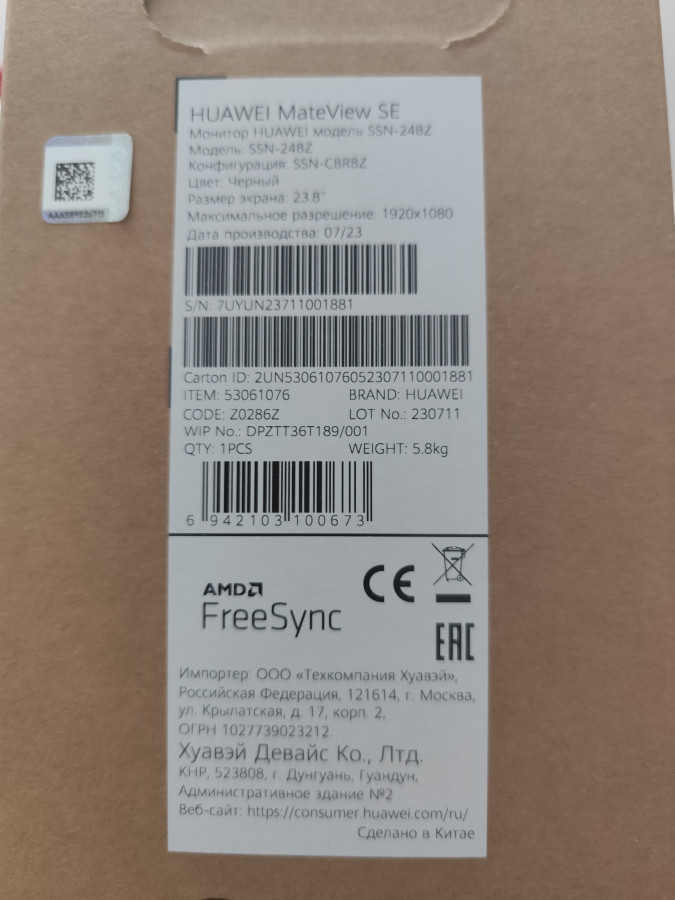 HUAWEI MateView SE
Монитор HUAWEI модель SSN-24BZ
Модель: SSN-24BZ
Конфигурация: SSN-CBRBZ
Цвет: Черный
Размер экрана: 23.8"
Максимальное разрешение: 1920x1080
Дата производства: 07/23
S/N: 7UYUN23711001881
Carton ID: 2UN53061076052307110001881
ITEM: 53061076 BRAND: HUAWEI
CODE: Z0286Z LOT No.: 230711
WIP No.: DPZTT36T189/001
QTY: 1PCS WEIGHT: 5.8kg
6 942103 100673
CE
AMD
FreeSync
EAC
Импортер: ООО «Техкомпания Хуавэй»,
Российская Федерация, 121614, г. Москва,
ул. Крылатская, д. 17, корп. 2,
ОГРН 1027739023212
Хуавэй Девайс Ко., Лтд.
КНР, 523808, г. Дунгуань, Гуандун,
Административное здание №2
Веб-сайт: https://consumer.huawei.com/ru/
Сделано в Китае